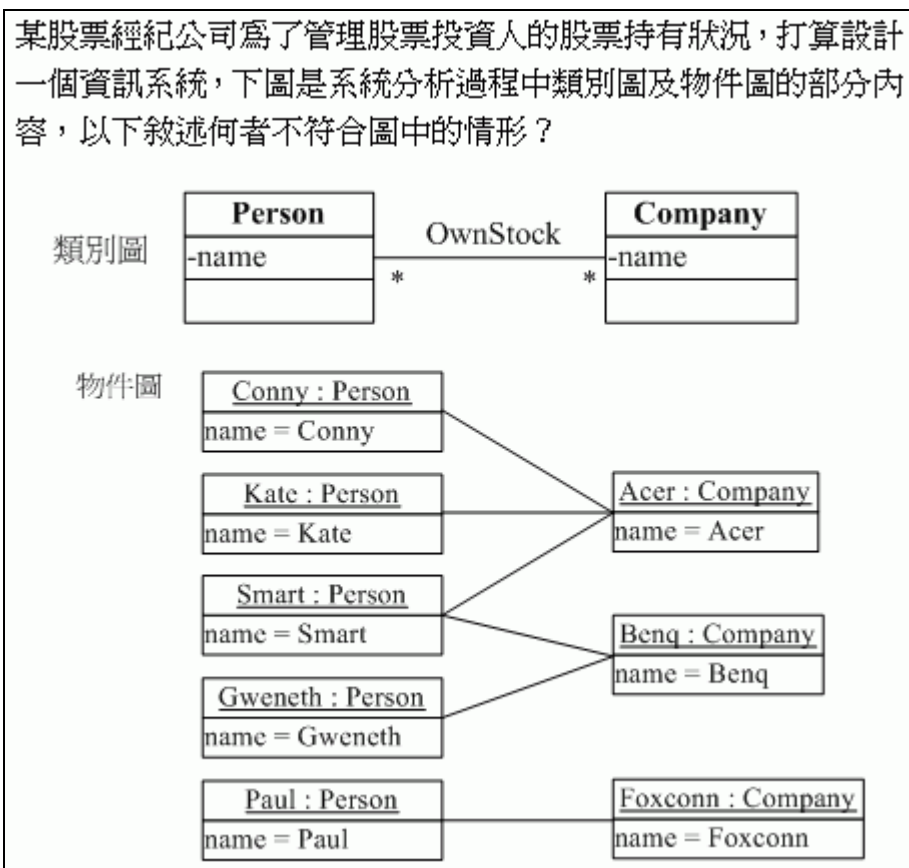 某股票經紀公司為了管理股票投資人的股票持有狀況，打算設計
一個資訊系統，下圖是系統分析過程中類別圖及物件圖的部分內
容，以下敘述何者不符合圖中的情形？
類別圖
Person
-name
OwnStock
*
*
Company
-name
物件圖
Conny : Person
name = Conny
Kate : Person
name = Kate
Acer : Company
name = Acer
Smart : Person
name = Smart
Benq : Company
name = Benq
Gweneth : Person
name = Gweneth
Paul : Person
name = Paul
Foxconn : Company
name = Foxconn